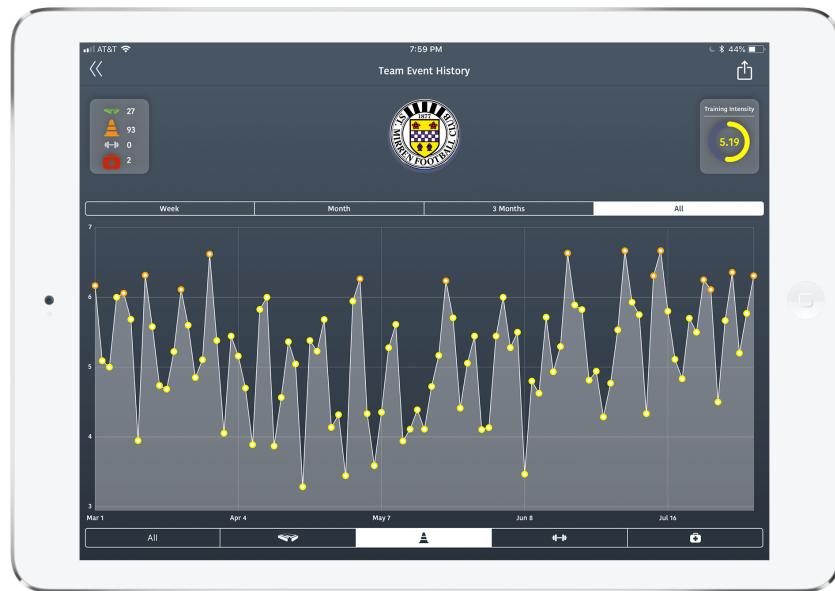 AT&T 7:59 PM 44%
Team Event History
27
93
0
2
1877
ST. MIRREN FOOTBALL CLUB
Training Intensity
5.19
Week Month 3 Months All
7
6
5
4
3
Mar 1 Apr 4 May 7 Jun 8 Jul 16
All